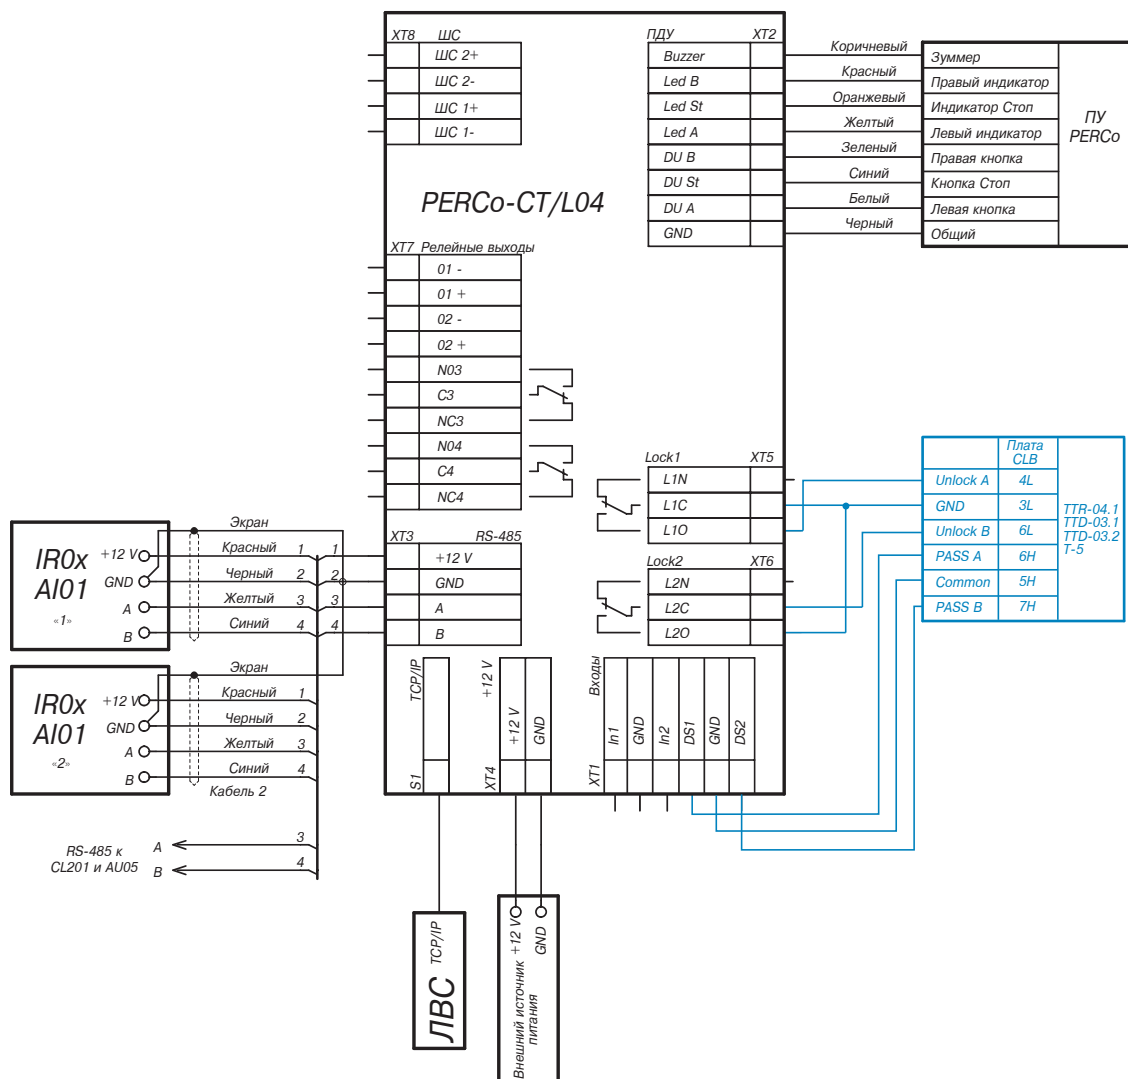 XT8 ШС
ШС 2+
ШС 2-
ШС 1+
ШС 1-
ПДУ XT2
Buzzer
Led B
Led St
Led A
DU B
DU St
DU A
GND
Коричневый
Красный
Оранжевый
Желтый
Зеленый
Синий
Белый
Черный
Зуммер
Правый индикатор
Индикатор Стоп
Левый индикатор
Правая кнопка
Кнопка Стоп
Левая кнопка
Общий
ПУ
PERCo
PERCo-CT/L04
XT7 Релейные выходы
01 -
01 +
02 -
02 +
N03
C3
NC3
N04
C4
NC4
Lock1 XT5
L1N
L1C
L1O
Lock2 XT6
L2N
L2C
L2O
Плата
CLB
Unlock A 4L
GND 3L
Unlock B 6L
PASS A 6H
Common 5H
PASS B 7H
TTR-04.1
TTD-03.1
TTD-03.2
T-5
XT3 RS-485
+12 V
GND
A
B
IR0x
AI01
«1»
+12 V
GND
A
B
Экран
Красный 1 1
Черный 2 2
Желтый 3 3
Синий 4 4
IR0x
AI01
«2»
+12 V
GND
A
B
Экран
Красный 1
Черный 2
Желтый 3
Синий 4
Кабель 2
RS-485 к
CL201 и AU05
A 3
B 4
TCP/IP
S1
+12 V
+12 V
GND
XT4
Входы
In1
GND
In2
DS1
GND
DS2
XT1
ЛВС TCP/IP
+12 V
GND
Внешний источник
питания